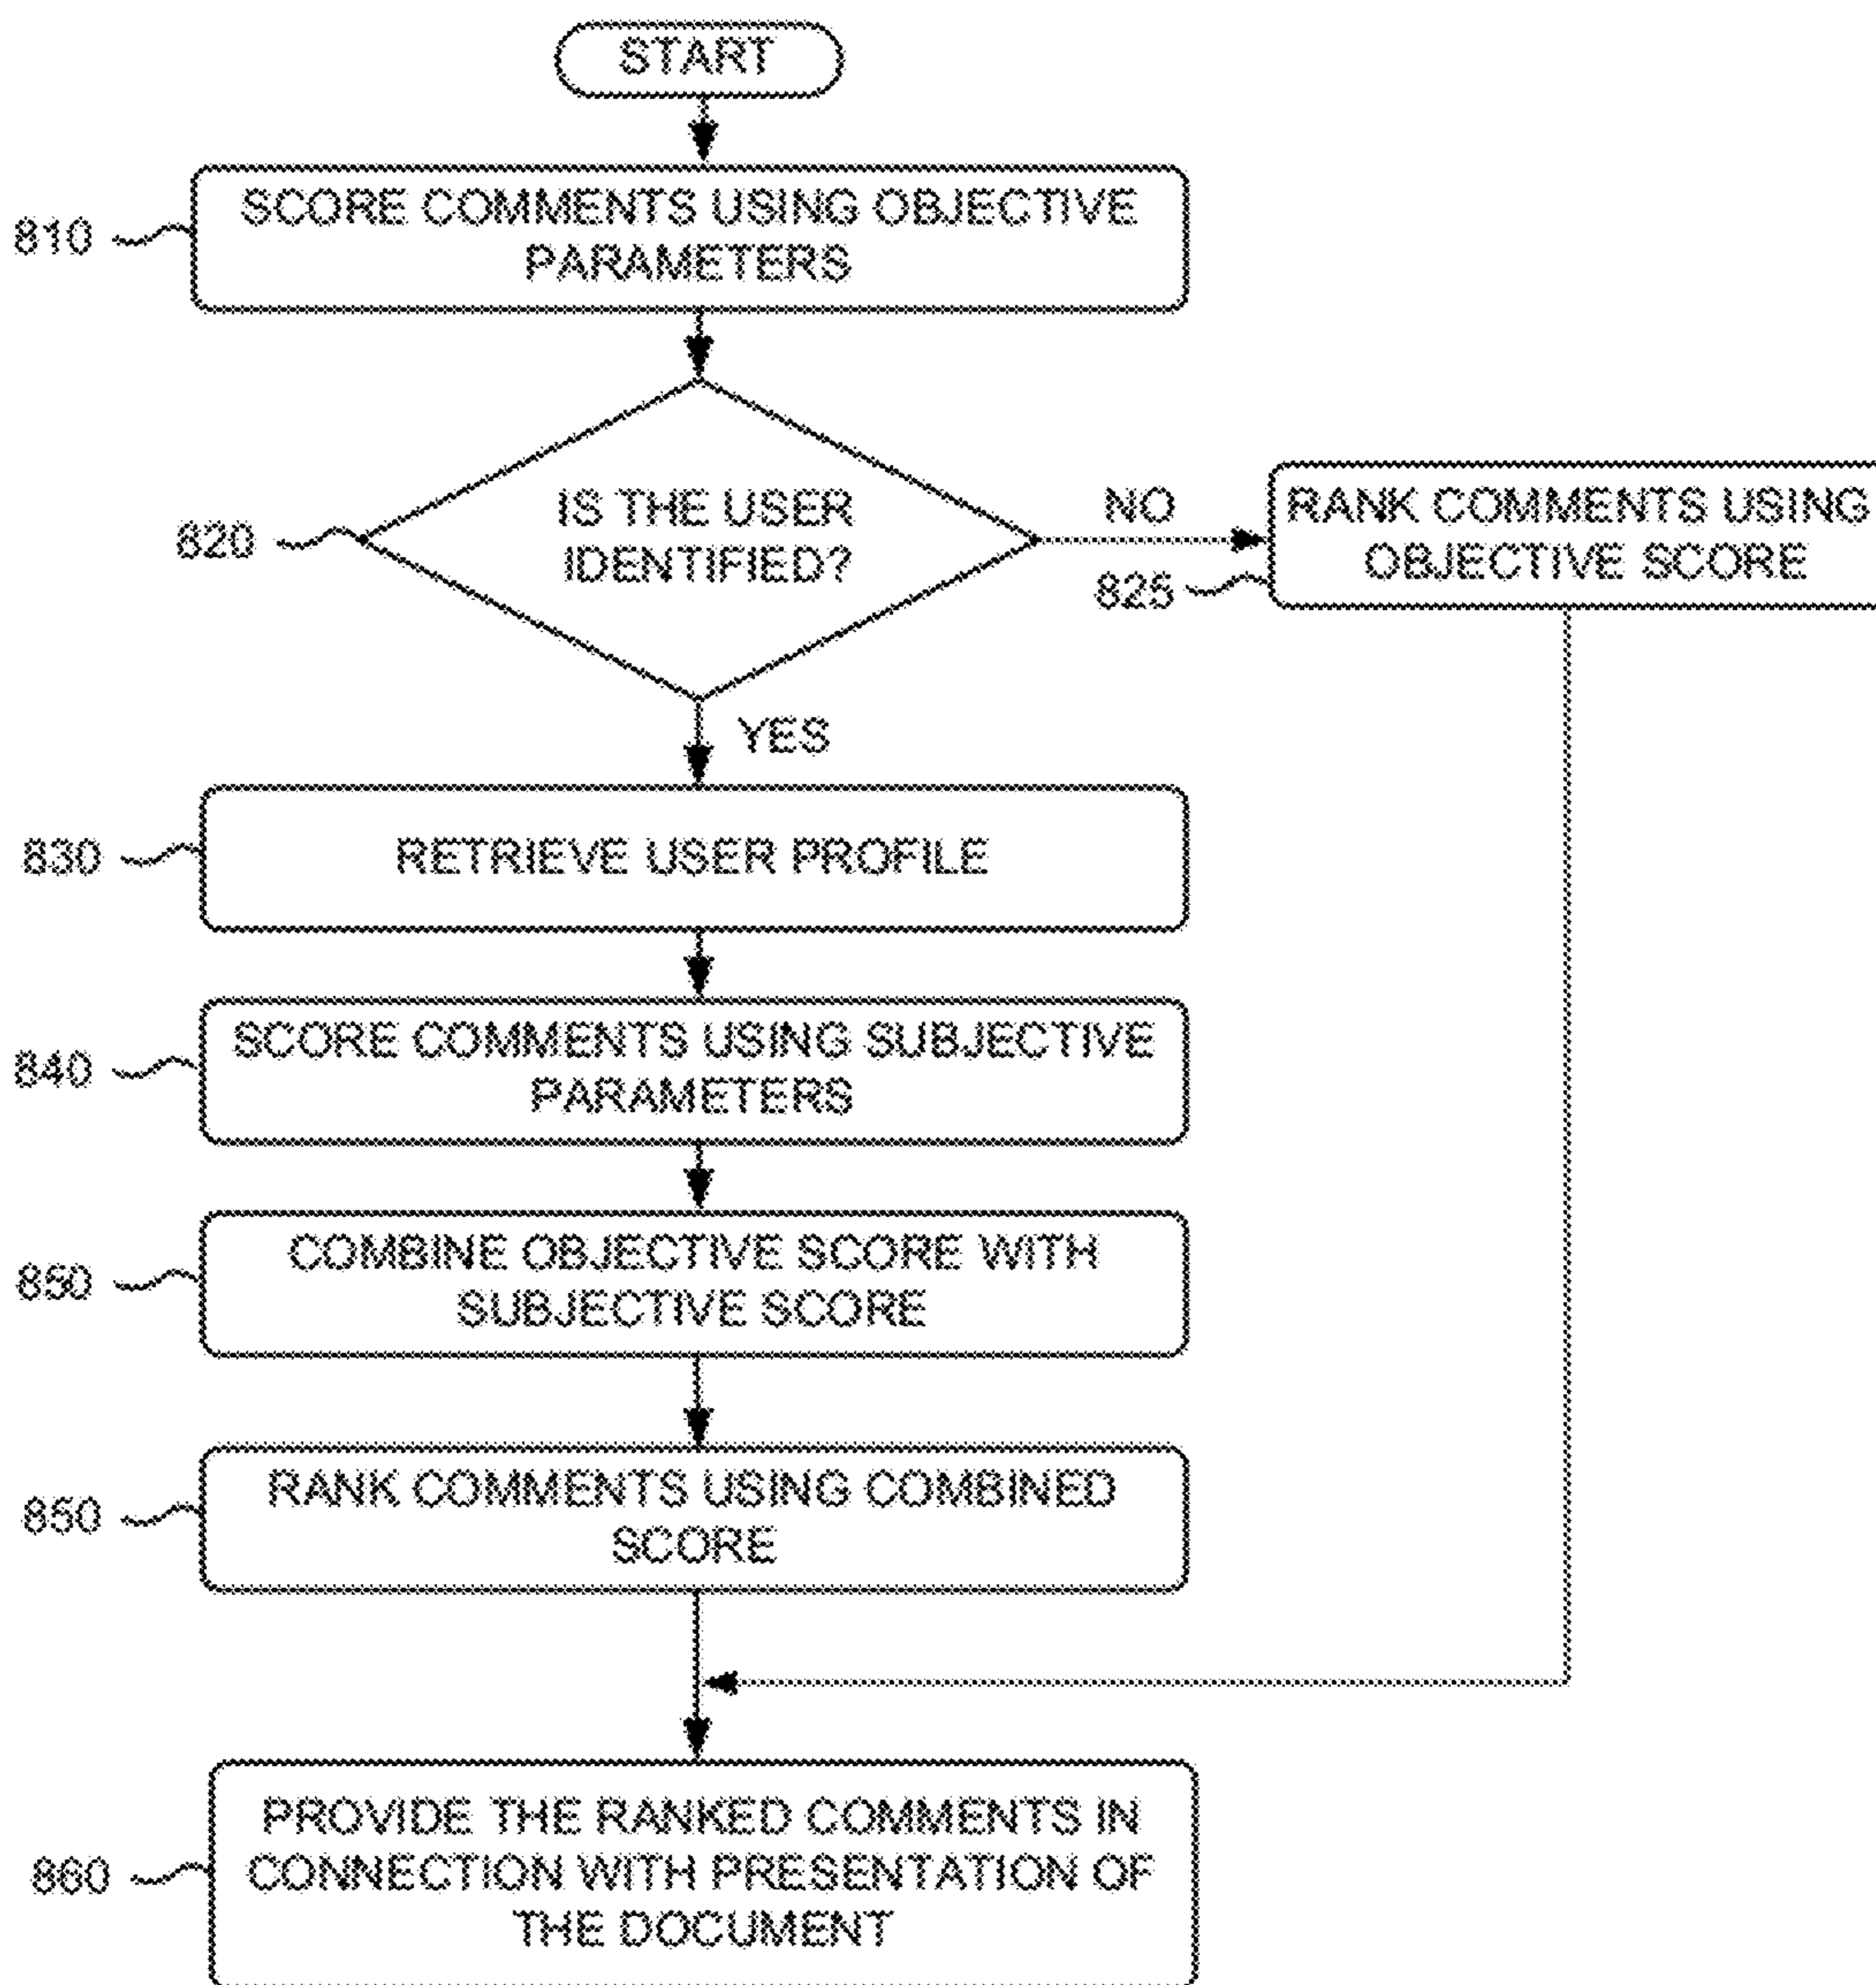 START
810
SCORE COMMENTS USING OBJECTIVE
PARAMETERS
820
IS THE USER
IDENTIFIED?
NO
825
RANK COMMENTS USING
OBJECTIVE SCORE
YES
830
RETRIEVE USER PROFILE
840
SCORE COMMENTS USING SUBJECTIVE
PARAMETERS
850
COMBINE OBJECTIVE SCORE WITH
SUBJECTIVE SCORE
850
RANK COMMENTS USING COMBINED
SCORE
860
PROVIDE THE RANKED COMMENTS IN
CONNECTION WITH PRESENTATION OF
THE DOCUMENT